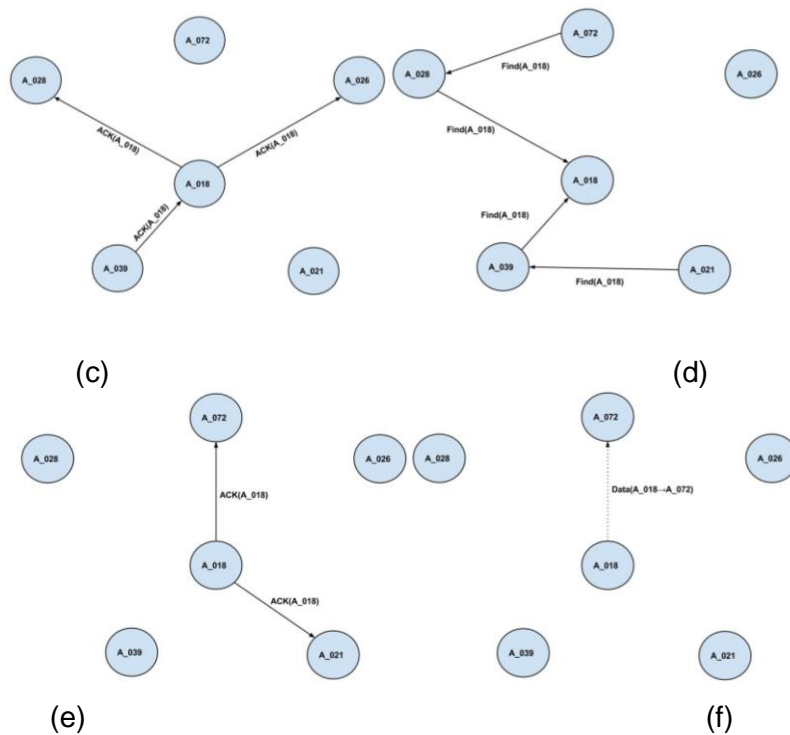 A_072
A_028
A_026
ACK(A_018)
ACK(A_018)
A_018
ACK(A_018)
A_039
A_021
A_072
Find(A_018)
A_028
A_026
Find(A_018)
A_018
Find(A_018)
A_039
A_021
Find(A_018)
(c)
(d)
A_072
A_028
A_026
ACK(A_018)
A_018
ACK(A_018)
A_039
A_021
A_072
A_028
A_026
Data(A_018→A_072)
A_018
A_039
A_021
(e)
(f)